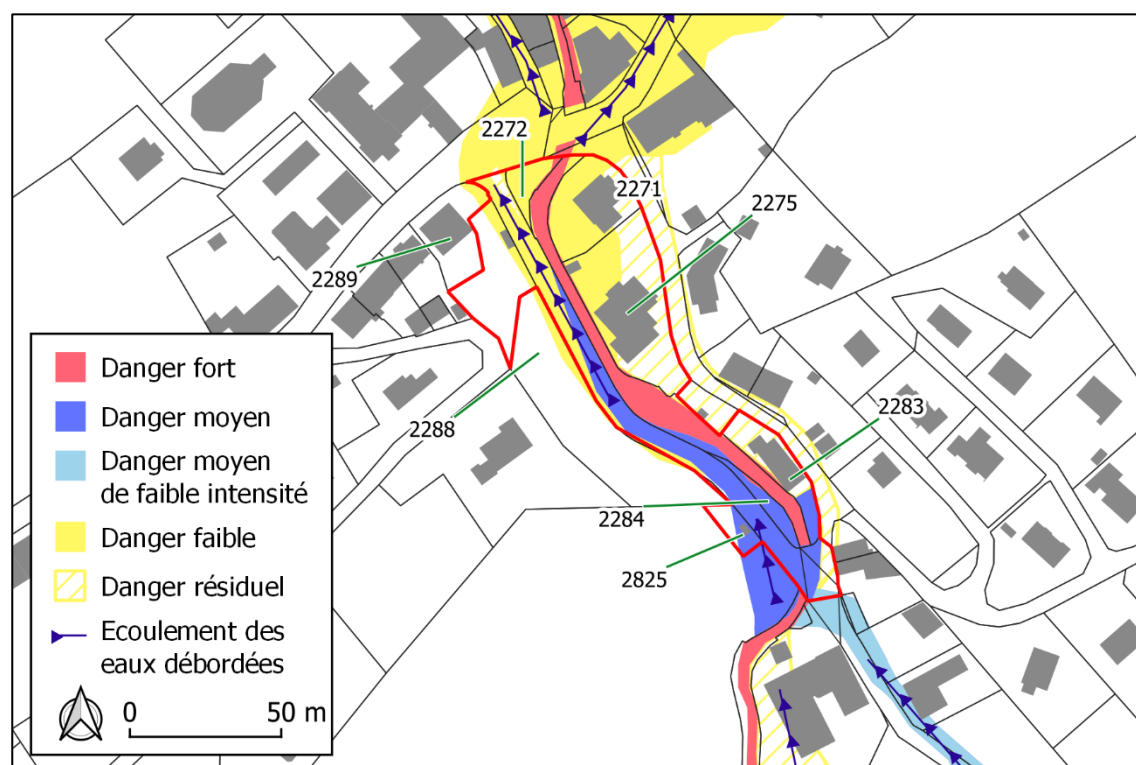 2272
2271
2275
2289
2283
2288
2284
2825
Danger fort
Danger moyen
Danger moyen
de faible intensité
Danger faible
Danger résiduel
Ecoulement des
eaux débordées
0 50 m